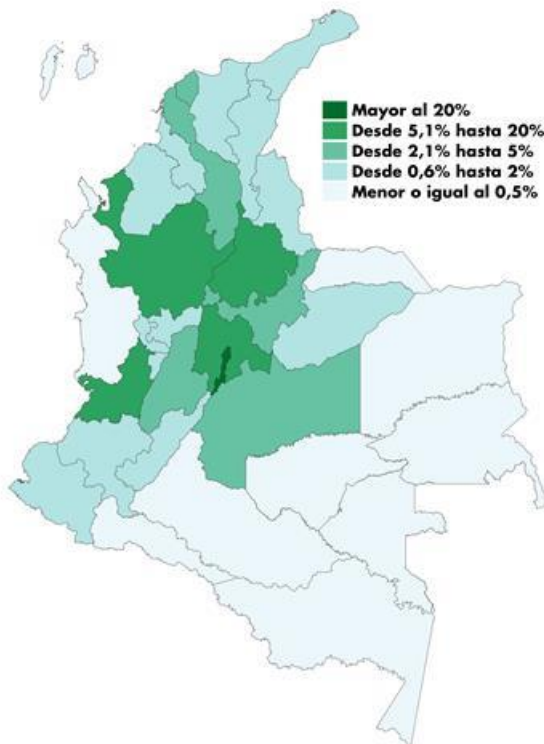 Mayor al 20%
Desde 5,1% hasta 20%
Desde 2,1% hasta 5%
Desde 0,6% hasta 2%
Menor o igual al 0,5%